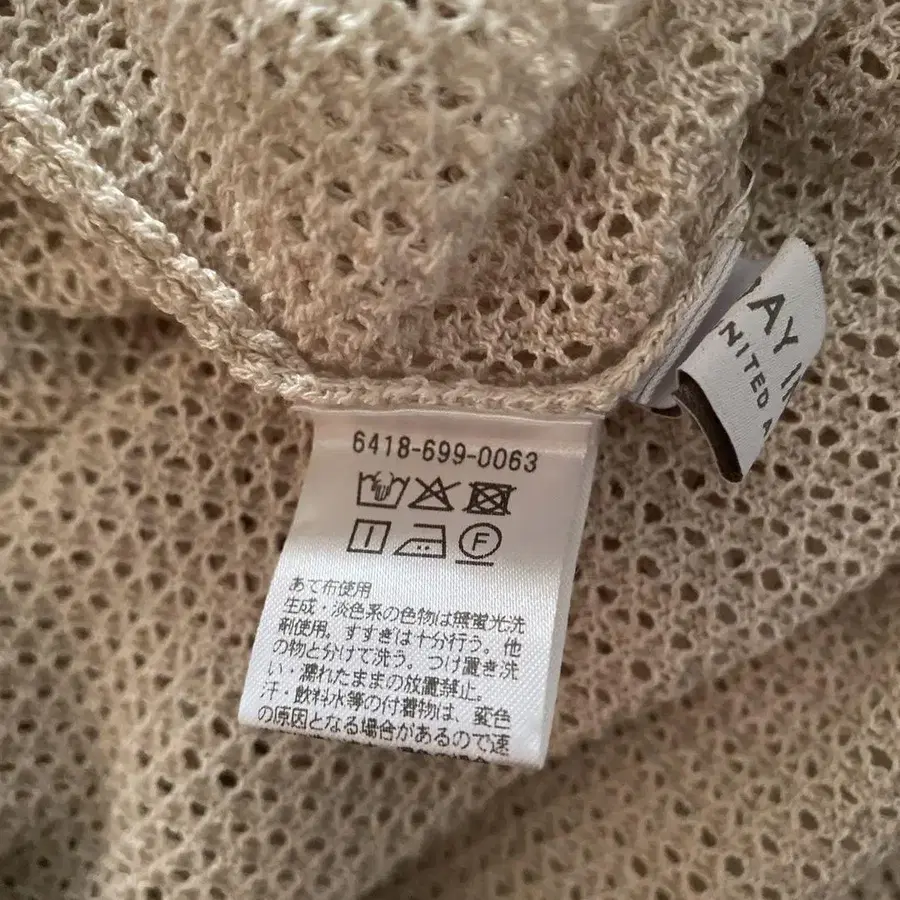 6418-699-0063
F
あて布使用
生成・淡色系の色物は無蛍光洗
剤使用。すすぎは十分行う。他
の物と分けて洗う。つけ置き洗
い・濡れたままの放置禁止。
汗・飲料水等の付着物は、変色
の原因となる場合があるので速
AY
NITED A